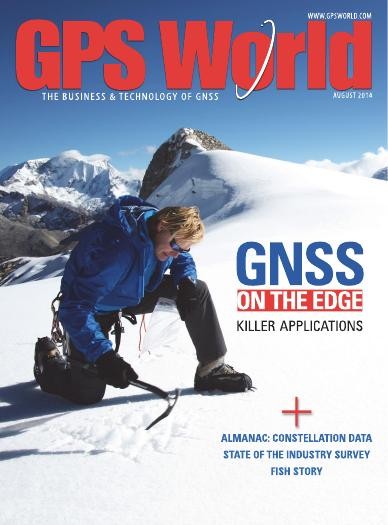 WWW.GPSWORLD.COM
GPS World
THE BUSINESS & TECHNOLOGY OF GNSS
AUGUST 2014
GNSS
ON THE EDGE
KILLER APPLICATIONS
+
ALMANAC: CONSTELLATION DATA
STATE OF THE INDUSTRY SURVEY
FISH STORY